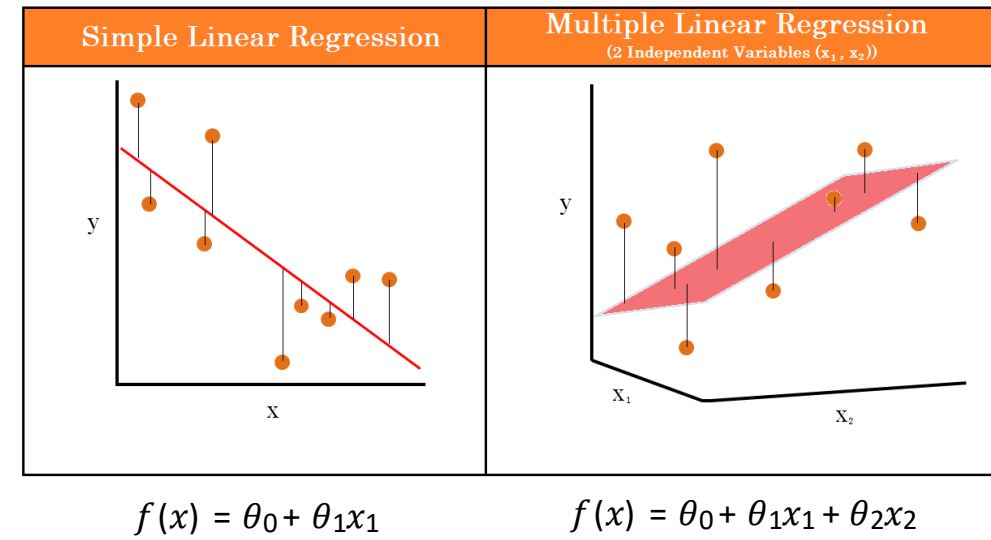 Simple Linear Regression
Multiple Linear Regression
(2 Independent Variables (x₁, x₂))
y
x
y
x₁
x₂
f(x) = θ₀ + θ₁x₁
f(x) = θ₀ + θ₁x₁ + θ₂x₂